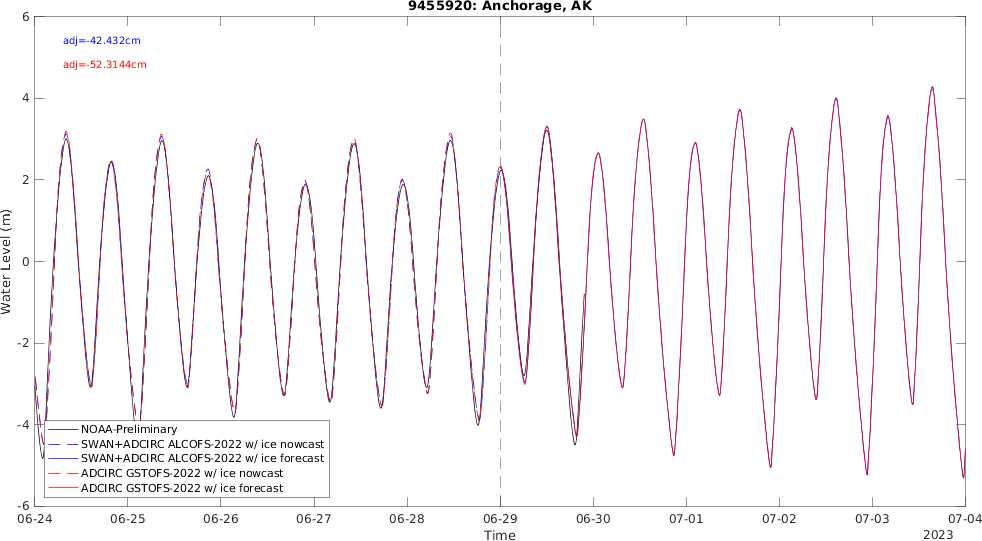 9455920: Anchorage, AK
adj=-42.432cm
adj=-52.3144cm
Water Level (m)
6
4
2
0
-2
-4
-6
NOAA-Preliminary
SWAN+ADCIRC ALCOFS-2022 w/ ice nowcast
SWAN+ADCIRC ALCOFS-2022 w/ ice forecast
ADCIRC GSTOFS-2022 w/ ice nowcast
ADCIRC GSTOFS-2022 w/ ice forecast
06-24 06-25 06-26 06-27 06-28 06-29 06-30 07-01 07-02 07-03 07-04
Time
2023